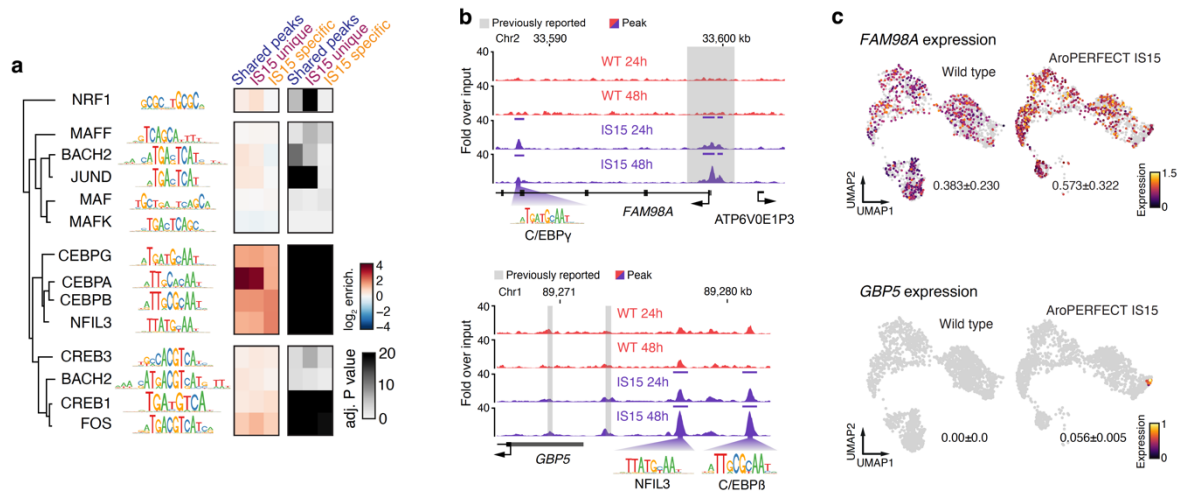 a
Shared peaks
IS15 unique
IS15 specific
Shared peaks
IS15 unique
IS15 specific
NRF1
MAFF
BACH2
JUND
MAF
MAFK
CEBPG
CEBPA
CEBPB
NFIL3
CREB3
BACH2
CREB1
FOS
log2 enrich.
4
2
0
−2
−4
adj. P value
20
10
0
b
Previously reported
Peak
Chr2
33,590
33,600 kb
Fold over input
40
WT 24h
40
WT 48h
40
IS15 24h
40
IS15 48h
FAM98A
ATP6V0E1P3
TGATGCAAT
C/EBPγ
Previously reported
Peak
Chr1
89,271
89,280 kb
Fold over input
40
WT 24h
40
WT 48h
40
IS15 24h
40
IS15 48h
GBP5
TTATGCAA
NFIL3
ATTGCGCAAT
C/EBPß
c
FAM98A expression
Wild type
AroPERFECT IS15
0.383±0.230
0.573±0.322
UMAP2
UMAP1
Expression
1.5
0
GBP5 expression
Wild type
AroPERFECT IS15
0.00±0.0
0.056±0.005
UMAP2
UMAP1
Expression
1
0